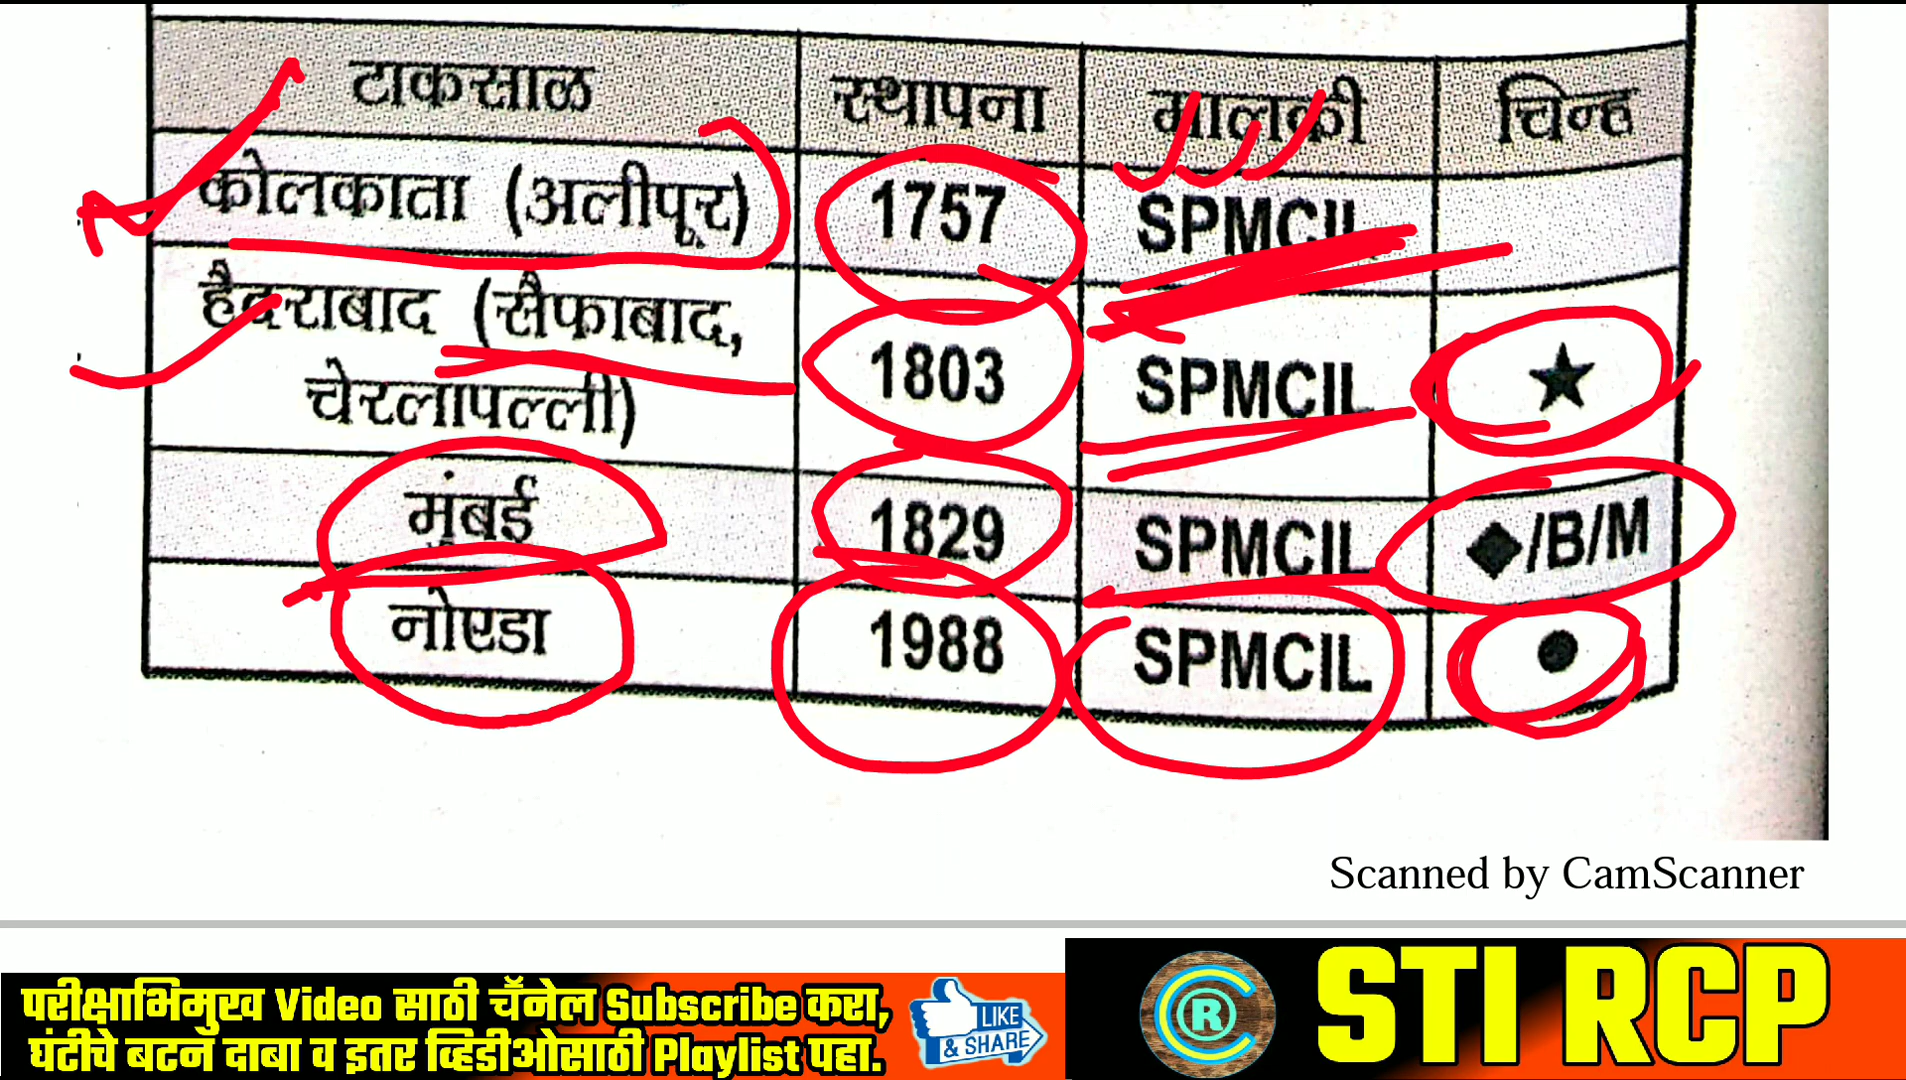 टाकसाळ स्थापना मालकी चिन्ह
कोलकाता (अलीपूर) 1757 SPMCIL
हैद्राबाद (सैफाबाद, चेरलापल्ली) 1803 SPMCIL ★
मुंबई 1829 SPMCIL ◆/B/M
नोएडा 1988 SPMCIL ●
Scanned by CamScanner
परीक्षाभिमुख Video साठी चॅनेल Subscribe करा,
घंटीचे बटन दाबा व इतर व्हिडीओसाठी Playlist पहा.
LIKE
& SHARE
R
STI RCP